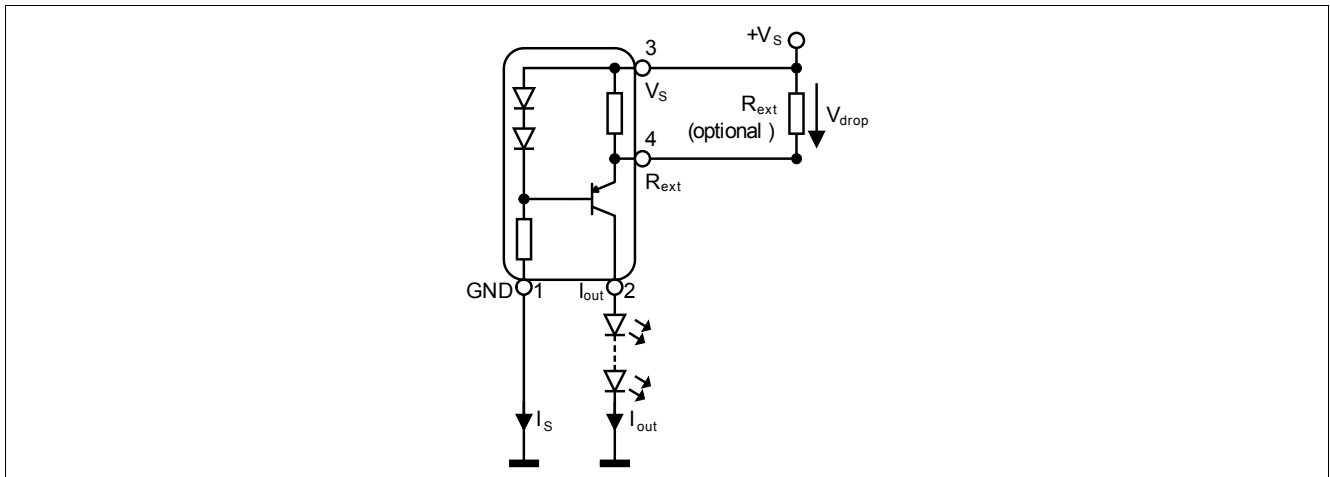 +VS
3
VS
Rext
(optional )
Vdrop
4
Rext
GND
1
Iout
2
IS
Iout